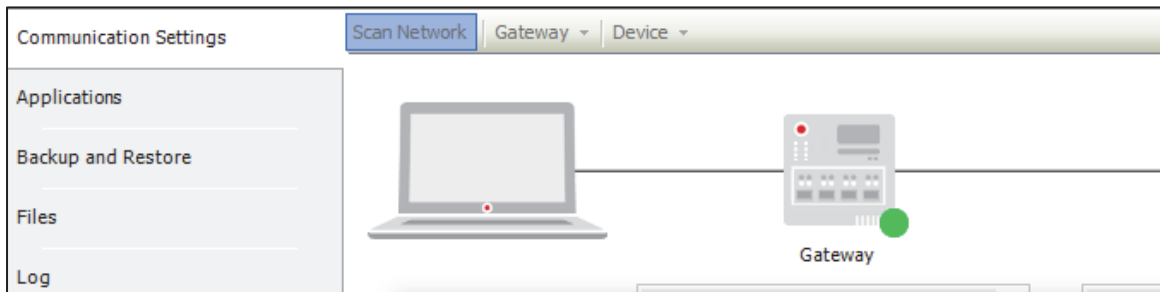 Communication Settings
Scan Network
Gateway
Device
Applications
Backup and Restore
Files
Log
Gateway